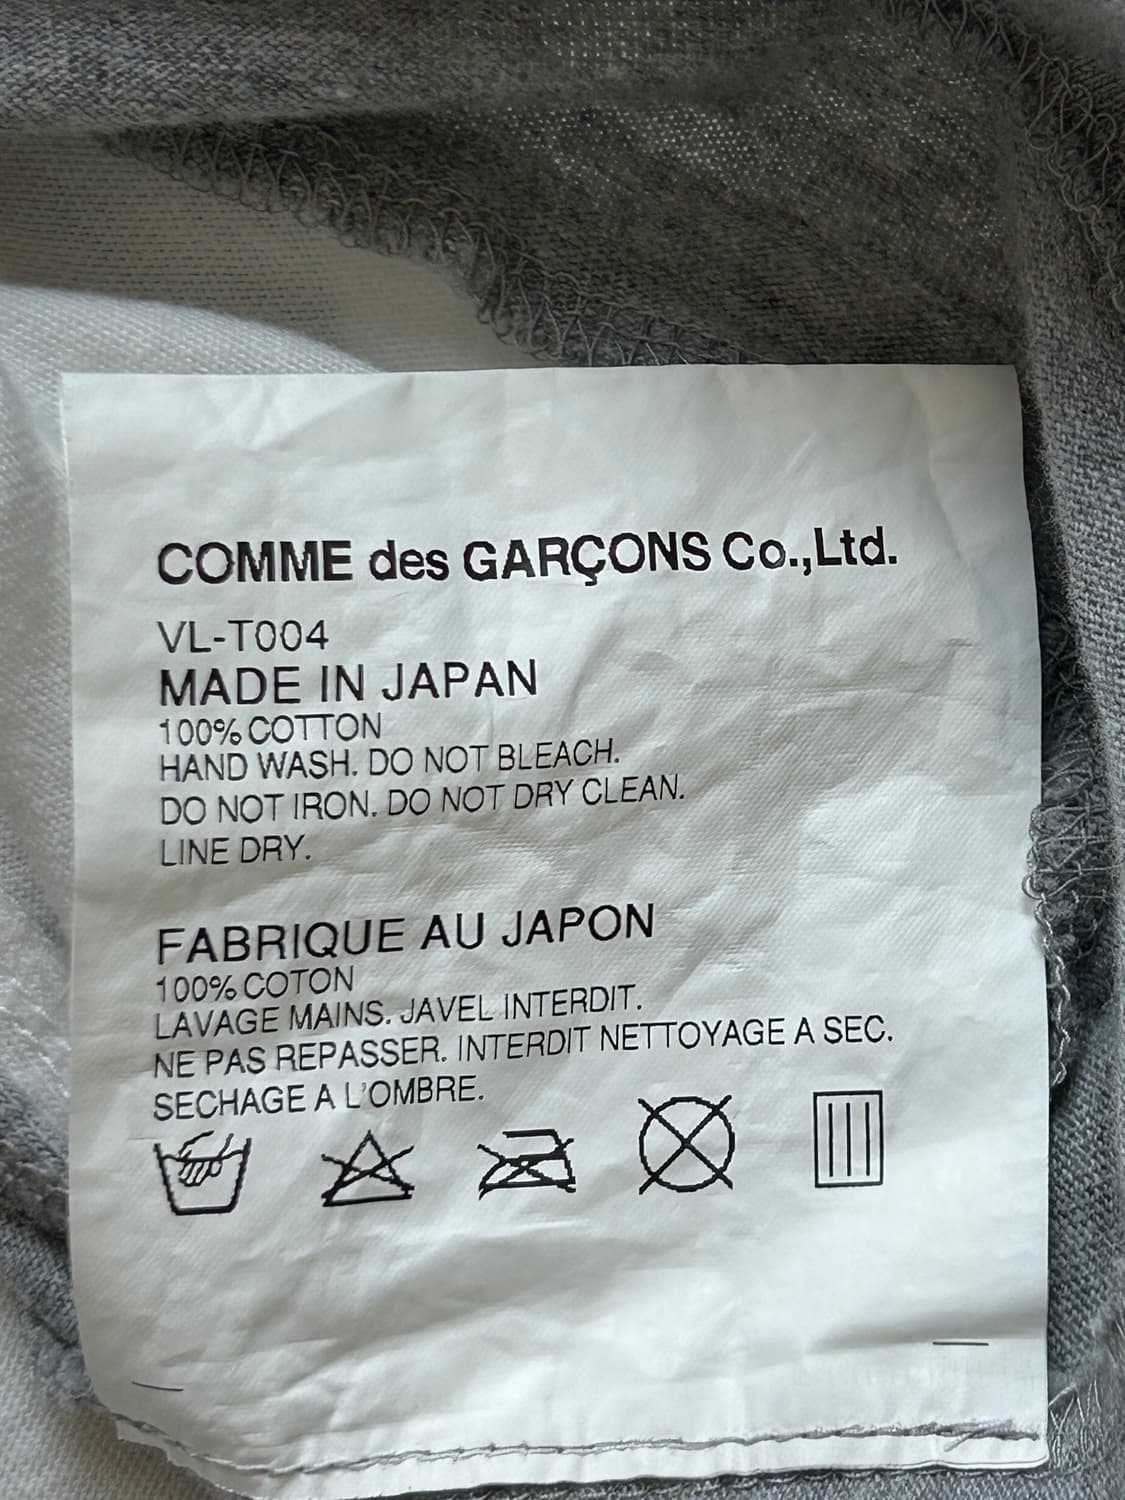 COMME des GARÇONS Co.,Ltd.
VL-T004
MADE IN JAPAN
100% COTTON
HAND WASH. DO NOT BLEACH.
DO NOT IRON. DO NOT DRY CLEAN.
LINE DRY.
FABRIQUE AU JAPON
100% COTON
LAVAGE MAINS. JAVEL INTERDIT.
NE PAS REPASSER. INTERDIT NETTOYAGE A SEC.
SECHAGE A L'OMBRE.